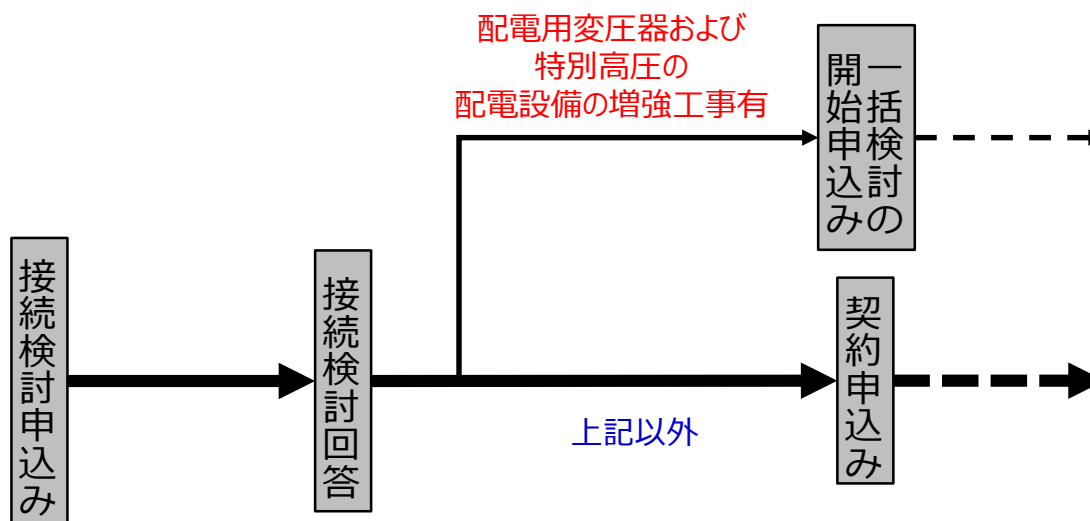 配電用変圧器および
特別高圧の
配電設備の増強工事有
一括検討の
開始申込み
接続検討申込み
接続検討回答
契約申込み
上記以外